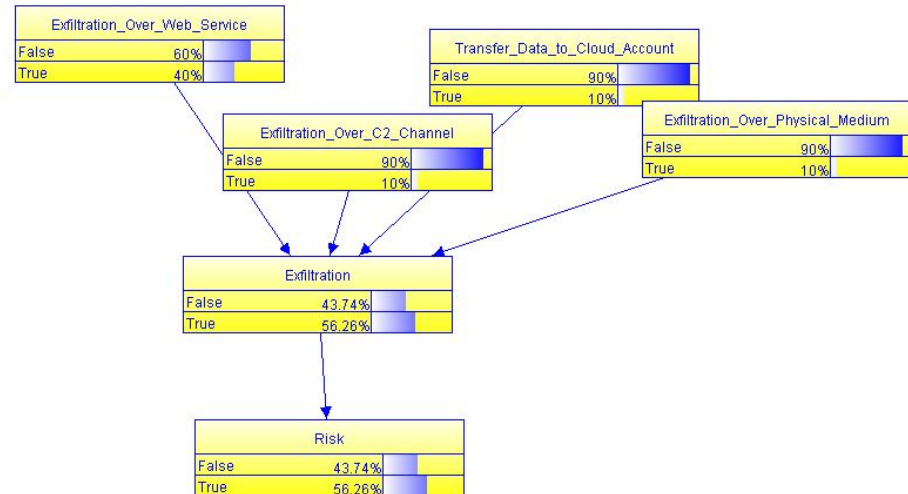 Exfiltration_Over_Web_Service
False 60%
True 40%
Transfer_Data_to_Cloud_Account
False 90%
True 10%
Exfiltration_Over_C2_Channel
False 90%
True 10%
Exfiltration_Over_Physical_Medium
False 90%
True 10%
Exfiltration
False 43.74%
True 56.26%
Risk
False 43.74%
True 56.26%